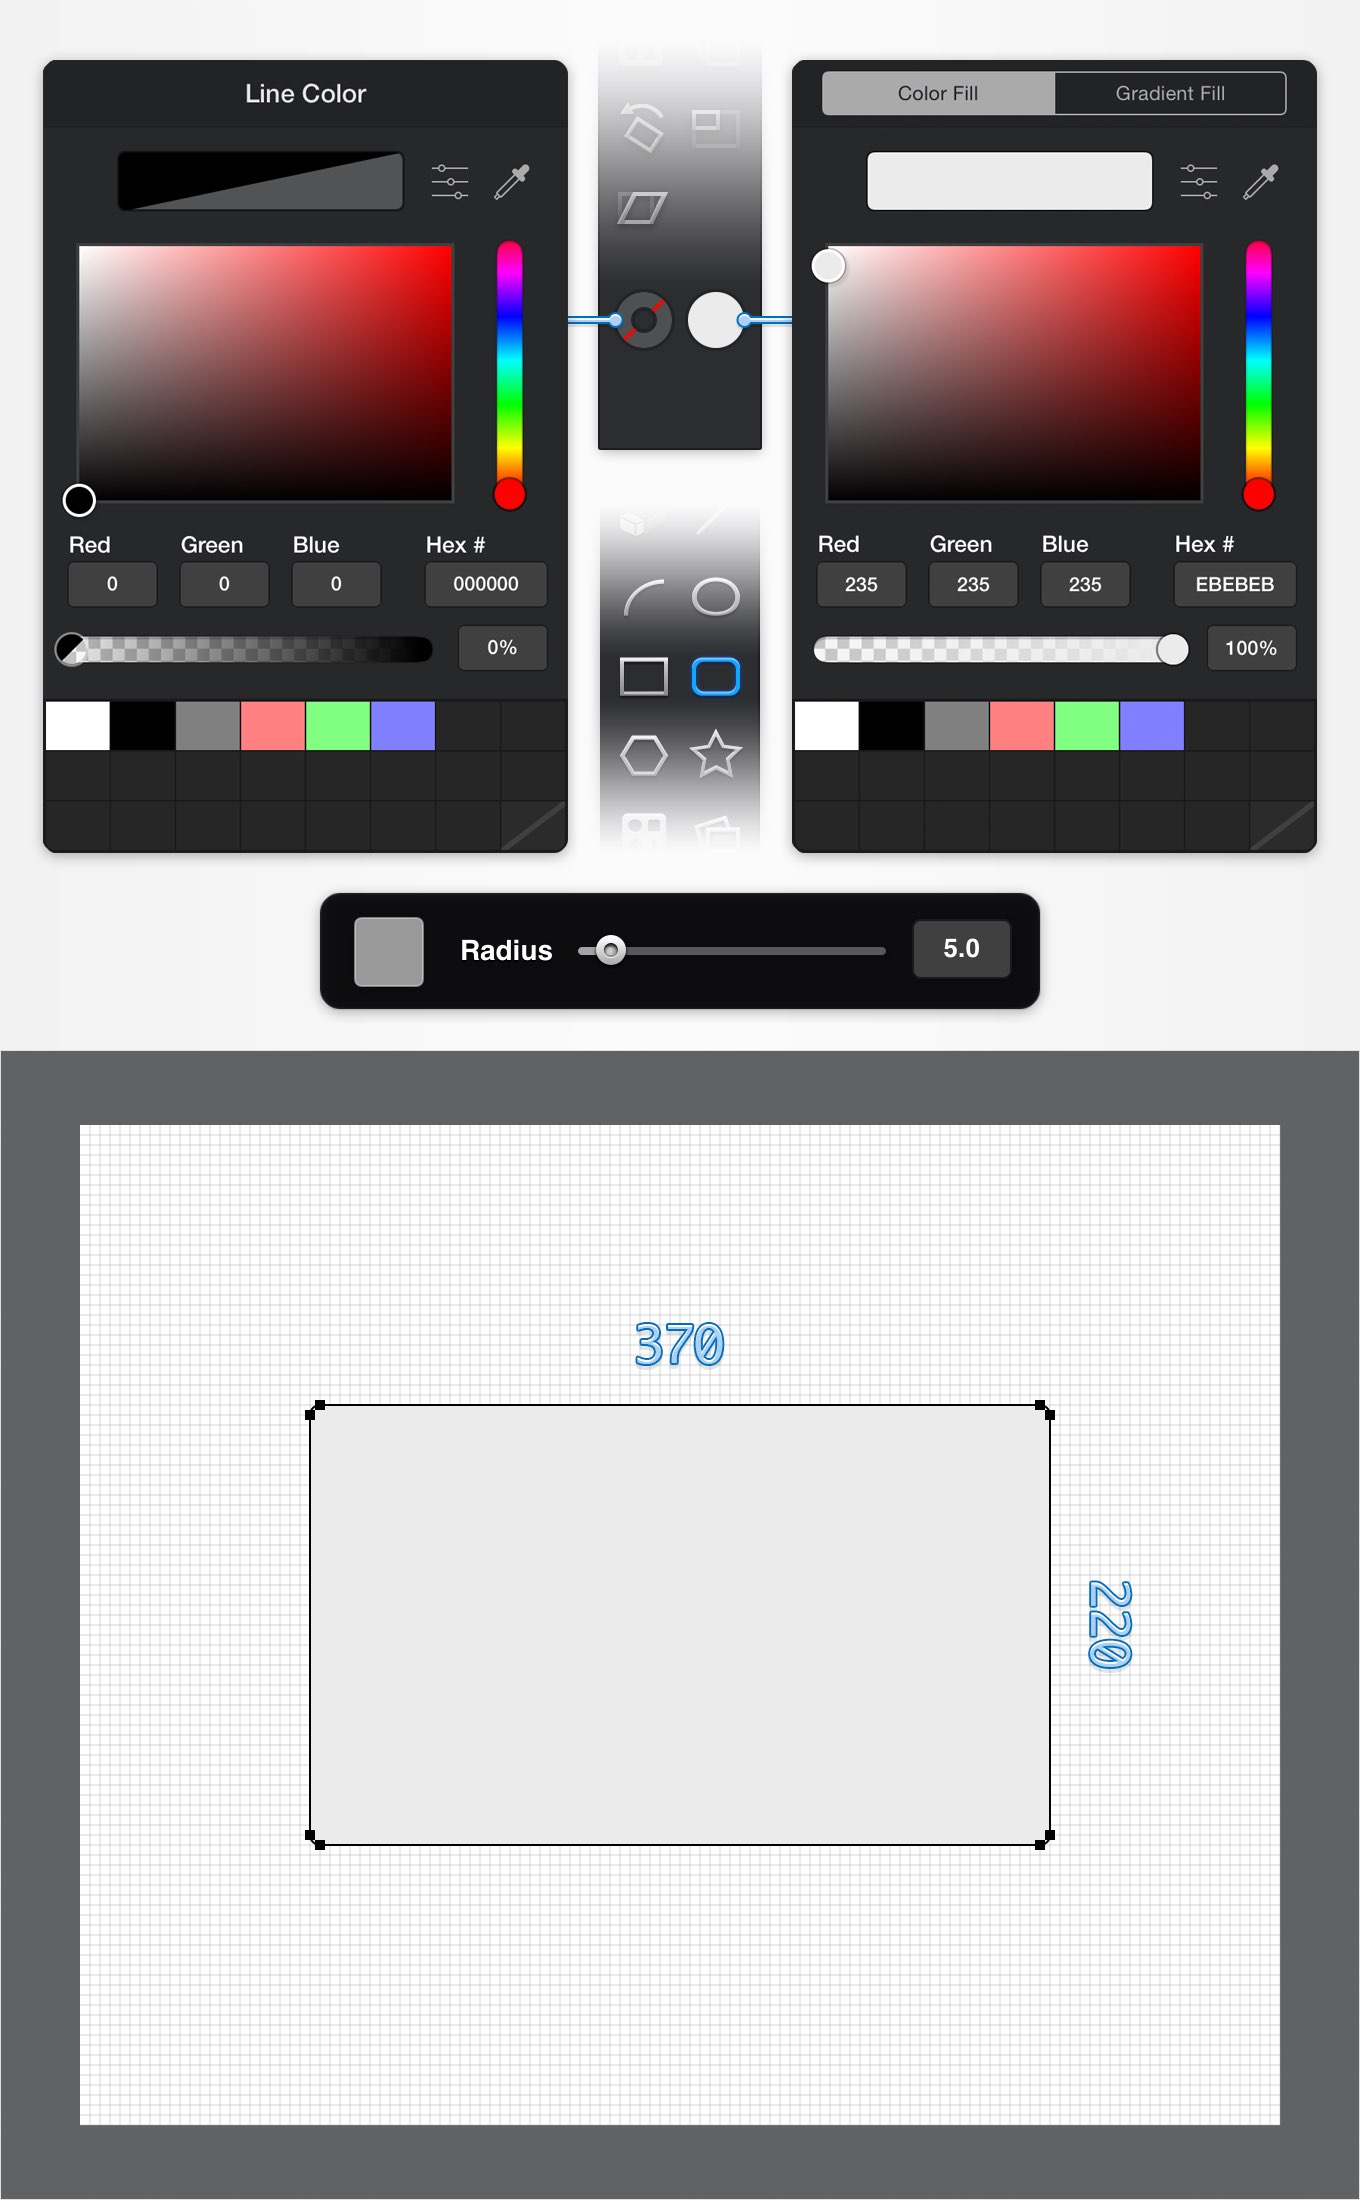 Line Color
Red Green Blue Hex #
0 0 0 000000
0%
Color Fill Gradient Fill
Red Green Blue Hex #
235 235 235 EBEBEB
100%
Radius 5.0
370
220